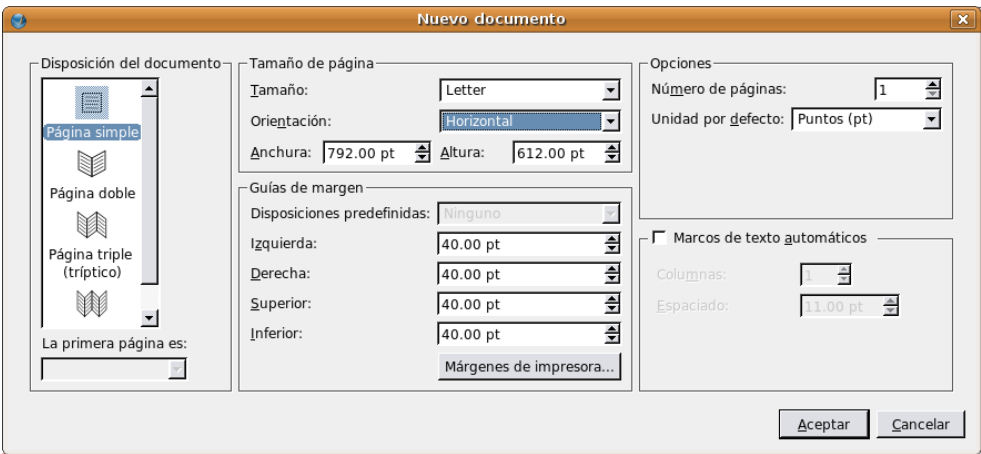 Nuevo documento
Disposición del documento
Página simple
Página doble
Página triple
(tríptico)
La primera página es:
Tamaño de página
Tamaño: Letter
Orientación: Horizontal
Anchura: 792.00 pt Altura: 612.00 pt
Guías de margen
Disposiciones predefinidas: Ninguno
Izquierda: 40.00 pt
Derecha: 40.00 pt
Superior: 40.00 pt
Inferior: 40.00 pt
Márgenes de impresora...
Opciones
Número de páginas: 1
Unidad por defecto: Puntos (pt)
Marcos de texto automáticos
Columnas: 1
Espaciado: 11.00 pt
Aceptar Cancelar